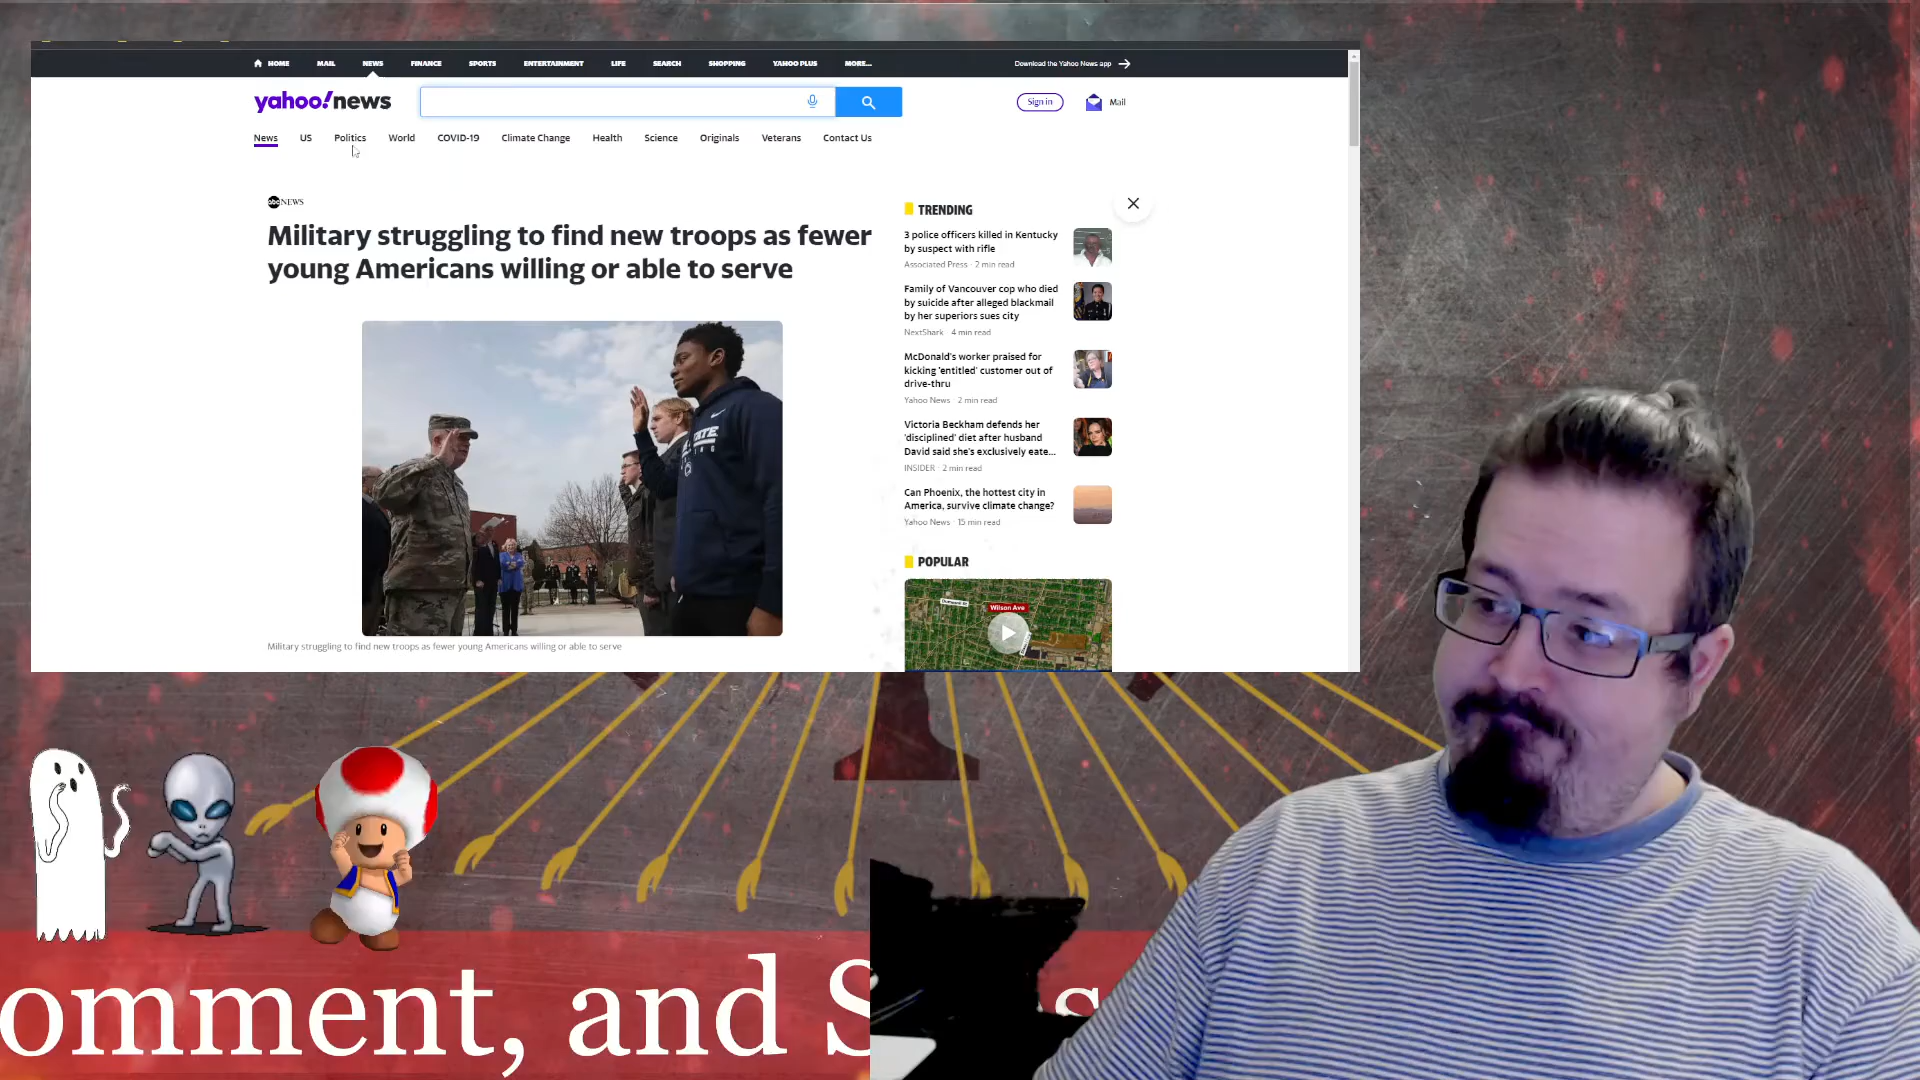 HOME MAIL NEWS FINANCE SPORTS ENTERTAINMENT LIFE SEARCH SHOPPING YAHOO PLUS MORE... Download the Yahoo News app
yahoo!news
Sign in
Mail
News US Politics World COVID-19 Climate Change Health Science Originals Veterans Contact Us
abc NEWS
Military struggling to find new troops as fewer
young Americans willing or able to serve
STATE
Military struggling to find new troops as fewer young Americans willing or able to serve
TRENDING
3 police officers killed in Kentucky
by suspect with rifle
Associated Press · 2 min read
Family of Vancouver cop who died
by suicide after alleged blackmail
by her superiors sues city
NextShark · 4 min read
McDonald's worker praised for
kicking 'entitled' customer out of
drive-thru
Yahoo News · 2 min read
Victoria Beckham defends her
'disciplined' diet after husband
David said she's exclusively eate...
INSIDER · 2 min read
Can Phoenix, the hottest city in
America, survive climate change?
Yahoo News · 15 min read
POPULAR
Wilson Ave
omment, and S